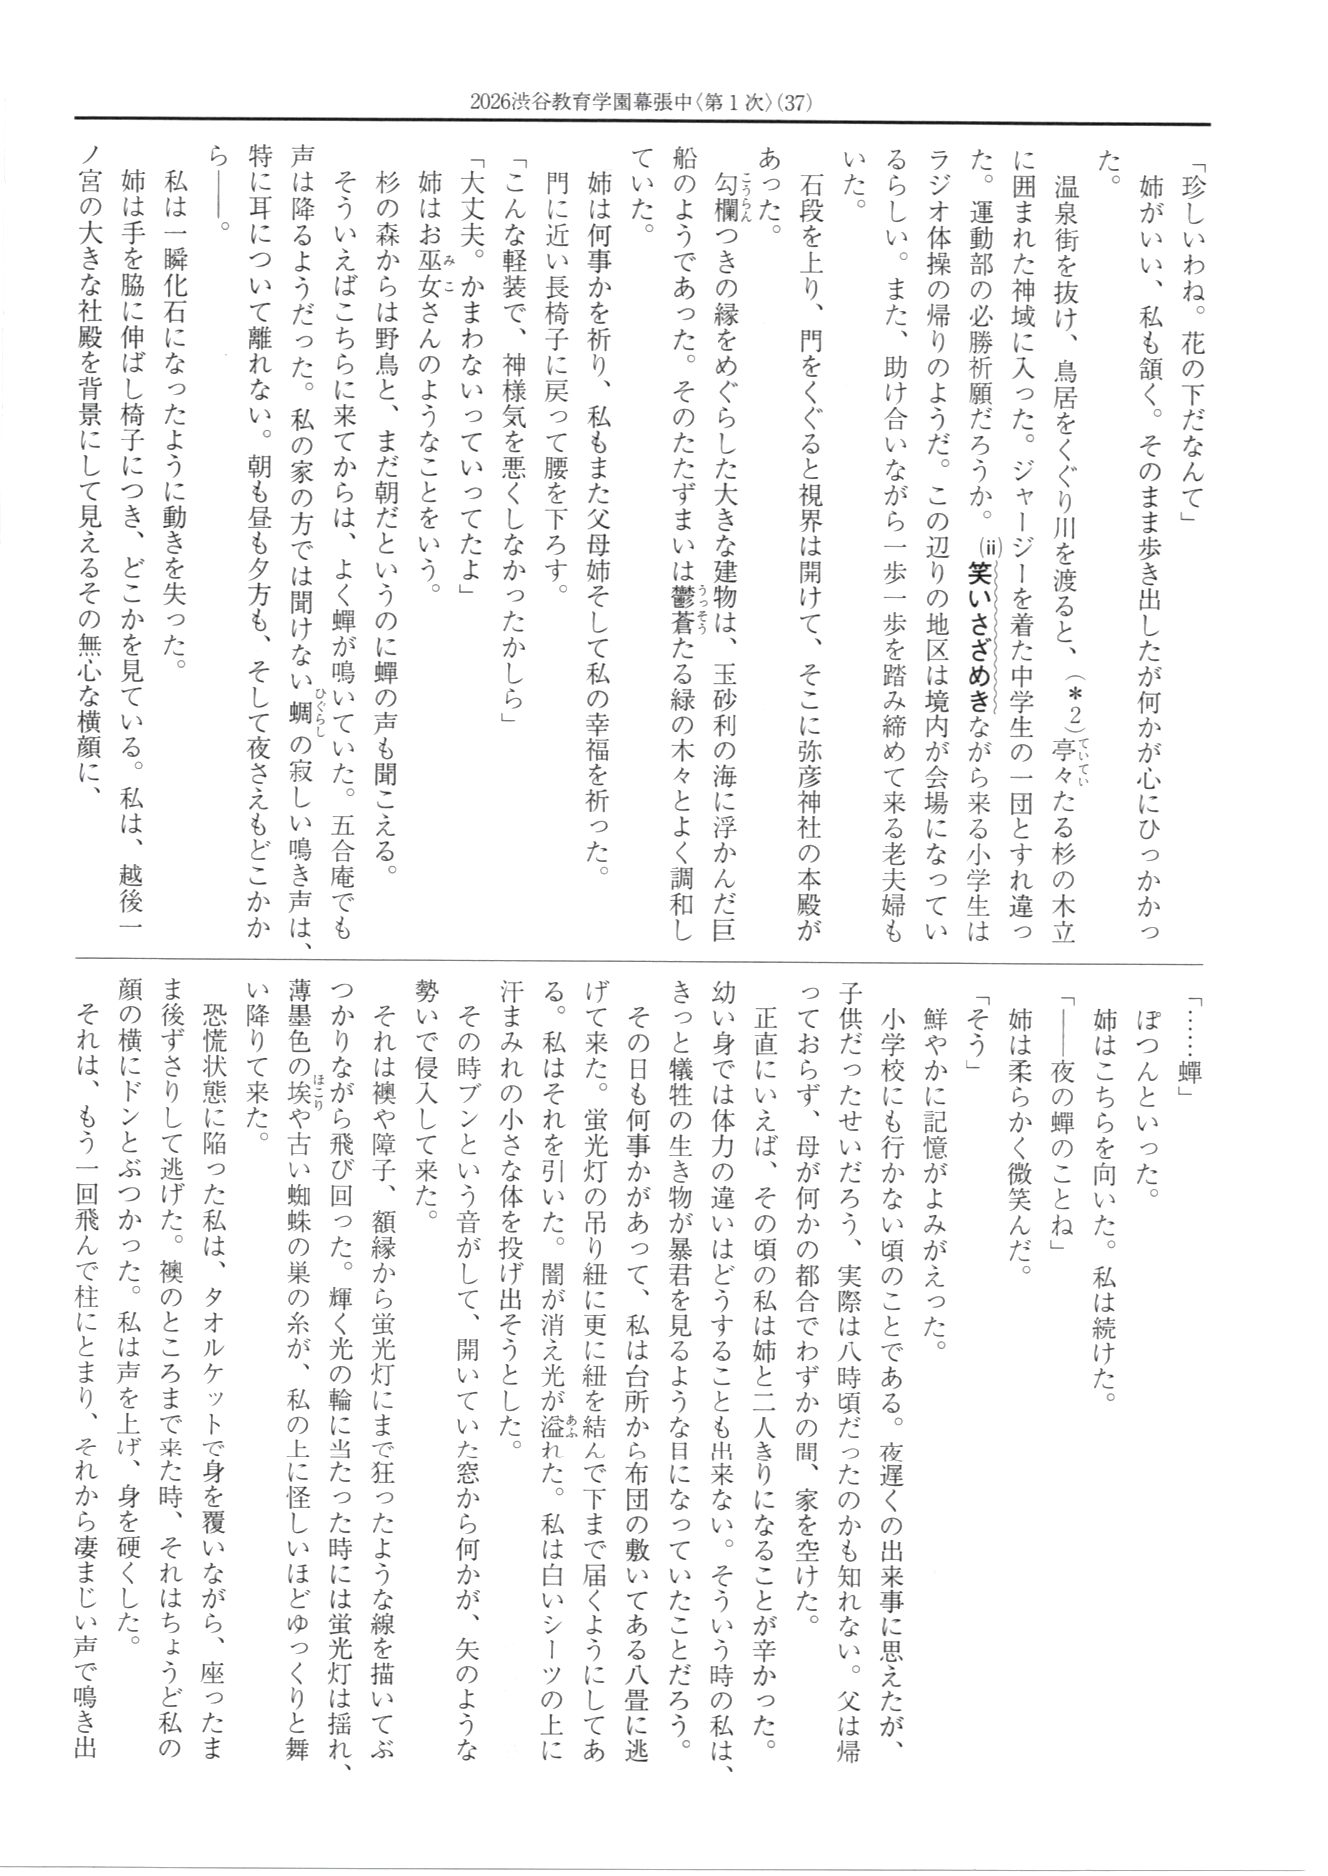 2026渋谷教育学園幕張中〈第1次〉(37)
「珍しいわね。花の下だなんて」
姉がいい、私も頷く。そのまま歩き出したが何かが心にひっかかっ
た。
温泉街を抜け、鳥居をくぐり川を渡ると、(*2)亭々たる杉の木立
に囲まれた神域に入った。ジャージーを着た中学生の一団とすれ違っ
た。運動部の必勝祈願だろうか。(ii)笑いさざめきながら来る小学生は
ラジオ体操の帰りのようだ。この辺りの地区は境内が会場になってい
るらしい。また、助け合いながら一歩一歩を踏み締めて来る老夫婦も
いた。
石段を上り、門をくぐると視界は開けて、そこに弥彦神社の本殿が
あった。
勾欄つきの縁をめぐらした大きな建物は、玉砂利の海に浮かんだ巨
船のようであった。そのたたずまいは鬱蒼たる緑の木々とよく調和し
ていた。
姉は何事かを祈り、私もまた父母姉そして私の幸福を祈った。
門に近い長椅子に戻って腰を下ろす。
「こんな軽装で、神様気を悪くしなかったかしら」
「大丈夫。かまわないっていってたよ」
姉はお巫女さんのようなことをいう。
杉の森からは野鳥と、まだ朝だというのに蟬の声も聞こえる。
そういえばこちらに来てからは、よく蟬が鳴いていた。五合庵でも
声は降るようだった。私の家の方では聞けない蜩の寂しい鳴き声は、
特に耳について離れない。朝も昼も夕方も、そして夜さえもどこかか
ら――。
私は一瞬化石になったように動きを失った。
姉は手を脇に伸ばし椅子につき、どこかを見ている。私は、越後一
ノ宮の大きな社殿を背景にして見えるその無心な横顔に、
「……蟬」
ぽつんといった。
姉はこちらを向いた。私は続けた。
「――夜の蟬のことね」
姉は柔らかく微笑んだ。
「そう」
鮮やかに記憶がよみがえった。
小学校にも行かない頃のことである。夜遅くの出来事に思えたが、
子供だったせいだろう、実際は八時頃だったのかも知れない。父は帰
っておらず、母が何かの都合でわずかの間、家を空けた。
正直にいえば、その頃の私は姉と二人きりになることが辛かった。
幼い身では体力の違いはどうすることも出来ない。そういう時の私は、
きっと犠牲の生き物が暴君を見るような目になっていたことだろう。
その日も何事かがあって、私は台所から布団の敷いてある八畳に逃
げて来た。蛍光灯の吊り紐に更に紐を結んで下まで届くようにしてあ
る。私はそれを引いた。闇が消え光が溢れた。私は白いシーツの上に
汗まみれの小さな体を投げ出そうとした。
その時ブンという音がして、開いていた窓から何かが、矢のような
勢いで侵入して来た。
それは襖や障子、額縁から蛍光灯にまで狂ったような線を描いてぶ
つかりながら飛び回った。輝く光の輪に当たった時には蛍光灯は揺れ、
薄墨色の埃や古い蜘蛛の巣の糸が、私の上に怪しいほどゆっくりと舞
い降りて来た。
恐慌状態に陥った私は、タオルケットで身を覆いながら、座ったま
ま後ずさりして逃げた。襖のところまで来た時、それはちょうど私の
顔の横にドンとぶつかった。私は声を上げ、身を硬くした。
それは、もう一回飛んで柱にとまり、それから凄まじい声で鳴き出